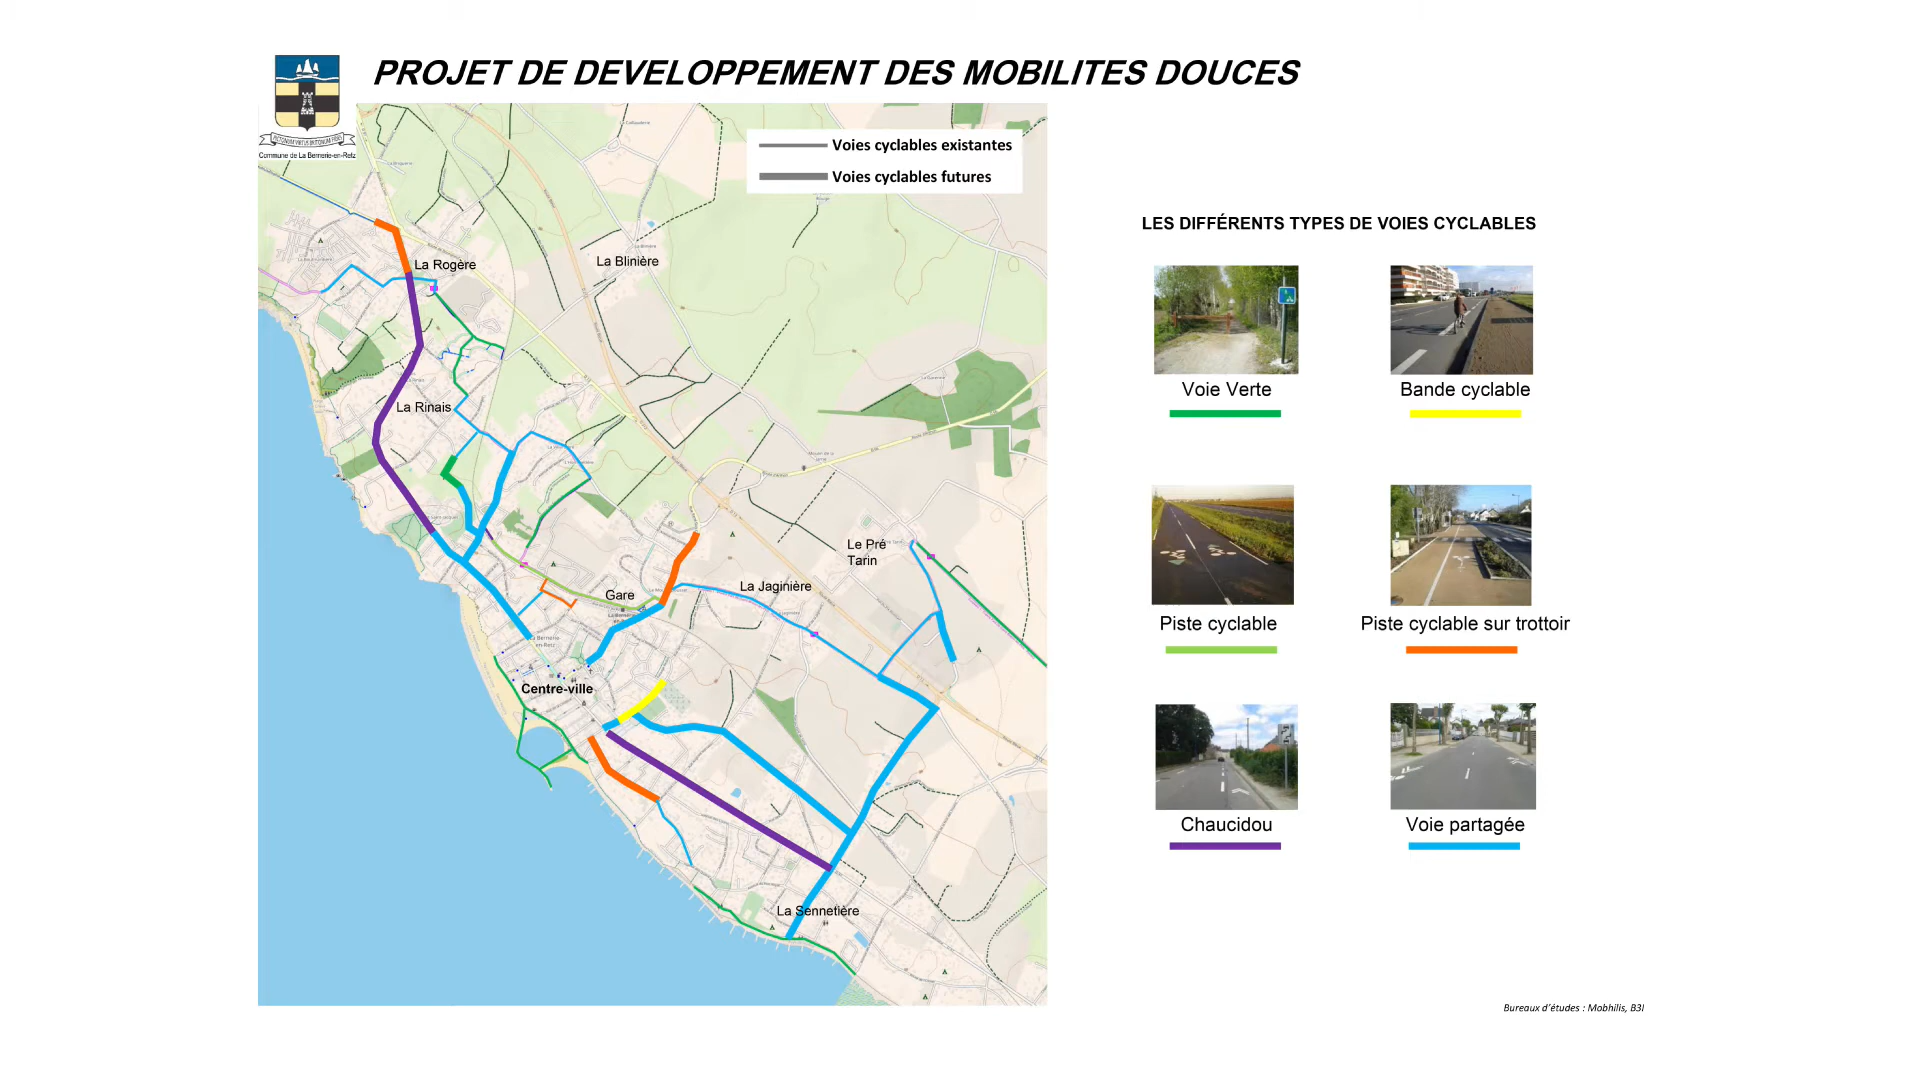 PROJET DE DEVELOPPEMENT DES MOBILITES DOUCES
Commune de La Bernerie-en-Retz
Voies cyclables existantes
Voies cyclables futures
La Rogère
La Blinière
La Rinais
Le Pré
Tarin
La Jaginière
Gare
Centre-ville
La Sennetière
LES DIFFÉRENTS TYPES DE VOIES CYCLABLES
Voie Verte
Bande cyclable
Piste cyclable
Piste cyclable sur trottoir
Chaucidou
Voie partagée
Bureaux d'études : Mobhilis, B3I